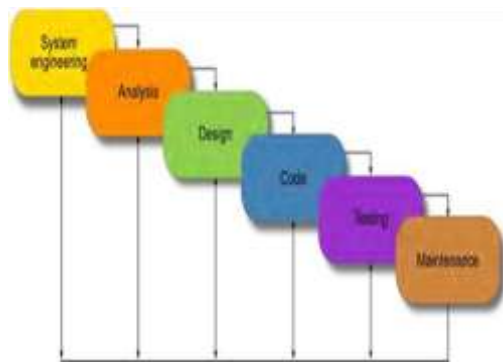 System
engineering
Analysis
Design
Code
Testing
Maintenance